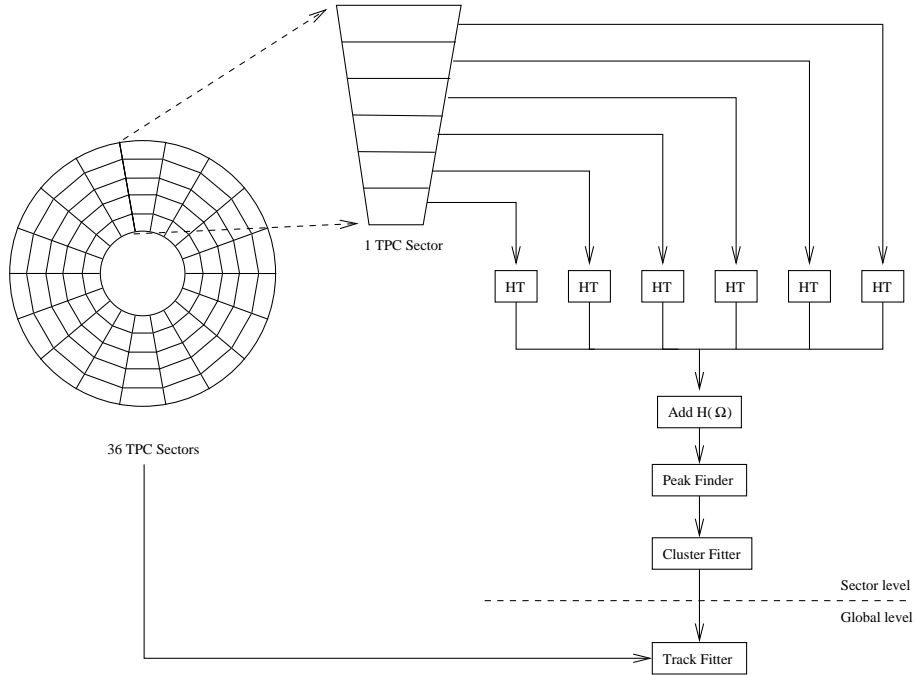 1 TPC Sector
HT HT HT HT HT HT
Add H(Ω)
36 TPC Sectors
Peak Finder
Cluster Fitter
Sector level
Global level
Track Fitter